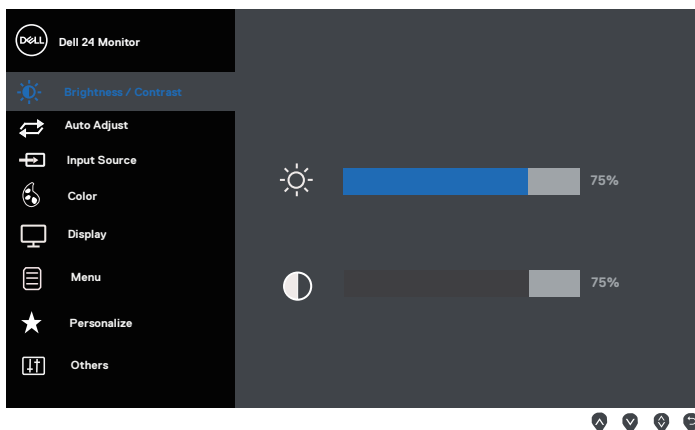 DELL
Dell 24 Monitor
Brightness / Contrast
Auto Adjust
Input Source
Color
Display
Menu
Personalize
Others
75%
75%